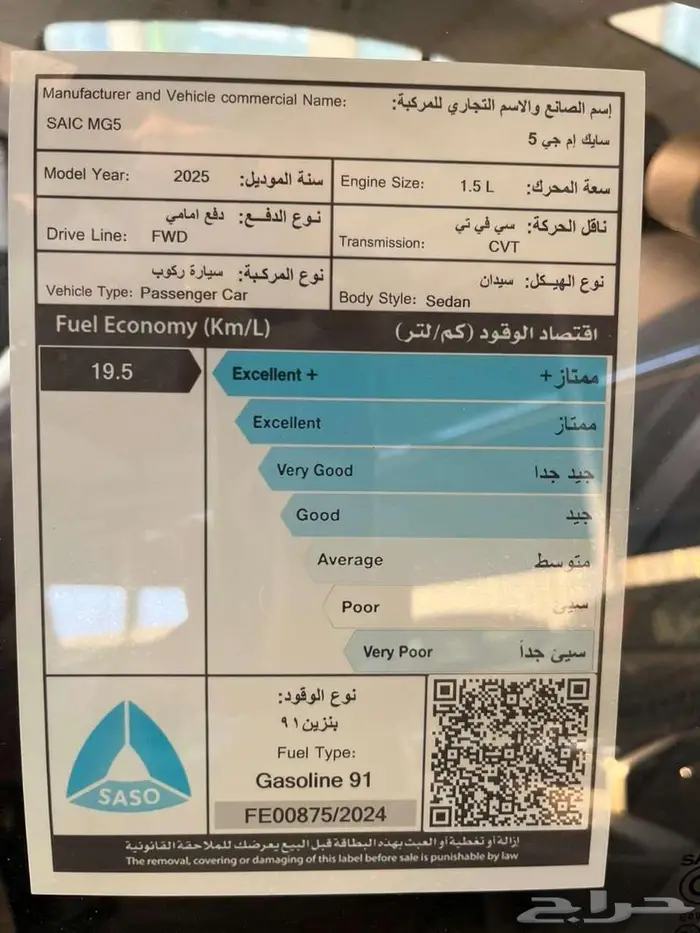 Manufacturer and Vehicle commercial Name: إسم الصانع والاسم التجاري للمركبة:
SAIC MG5 سايك إم جي 5
Model Year: 2025 سنة الموديل:
Engine Size: 1.5 L سعة المحرك:
نوع الدفع: دفع امامي
Drive Line: FWD
ناقل الحركة: سي في تي
Transmission: CVT
نوع المركبة: سيارة ركوب
Vehicle Type: Passenger Car
نوع الهيكل: سيدان
Body Style: Sedan
Fuel Economy (Km/L) اقتصاد الوقود (كم/لتر)
19.5
Excellent + ممتاز+
Excellent ممتاز
Very Good جيد جدا
Good جيد
Average متوسط
Poor سيئ
Very Poor سيئ جداً
SASO
نوع الوقود:
بنزين ٩١
Fuel Type:
Gasoline 91
FE00875/2024
إزالة أو تغطية أو العبث بهذه البطاقة قبل البيع يعرضك للملاحقة القانونية
The removal, covering or damaging of this label before sale is punishable by law
حراج